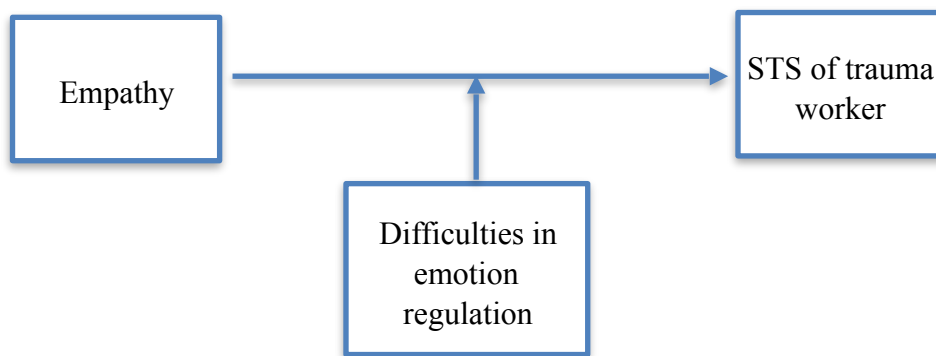 Empathy
STS of trauma
worker
Difficulties in
emotion
regulation